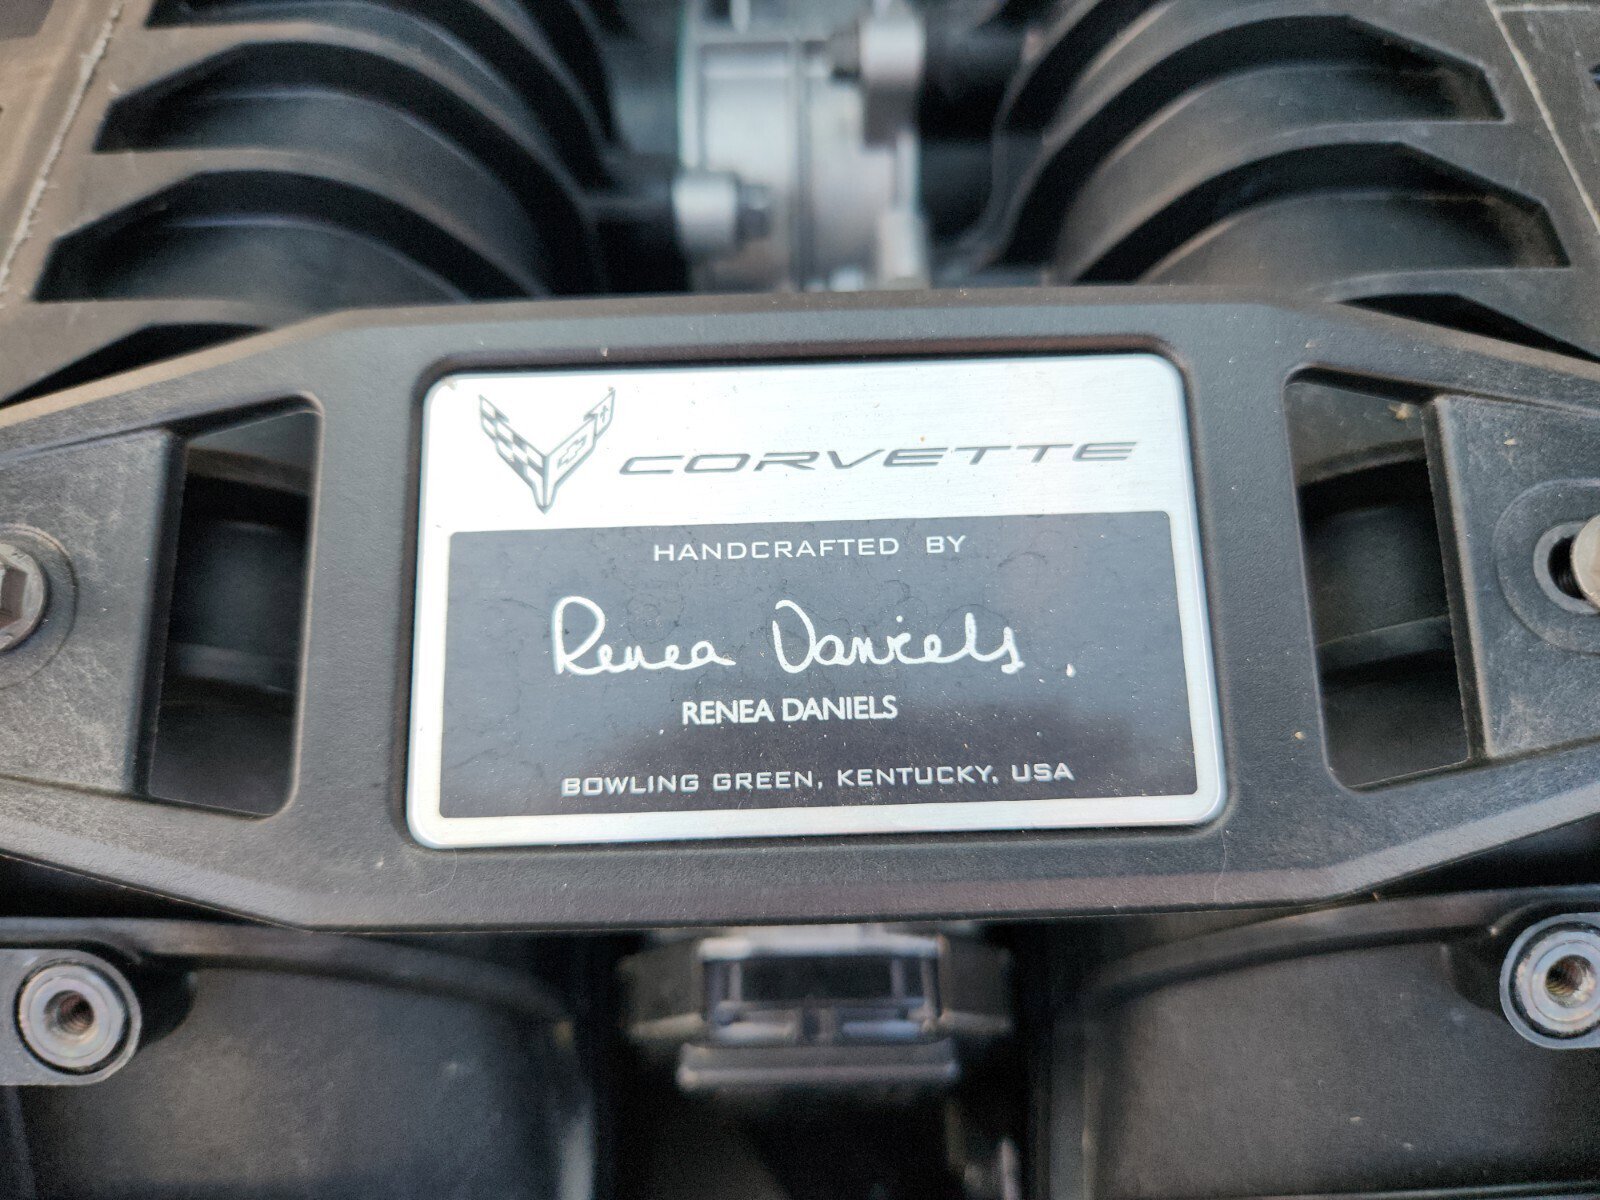 CORVETTE
HANDCRAFTED BY
Renea Daniels.
RENEA DANIELS
BOWLING GREEN, KENTUCKY, USA